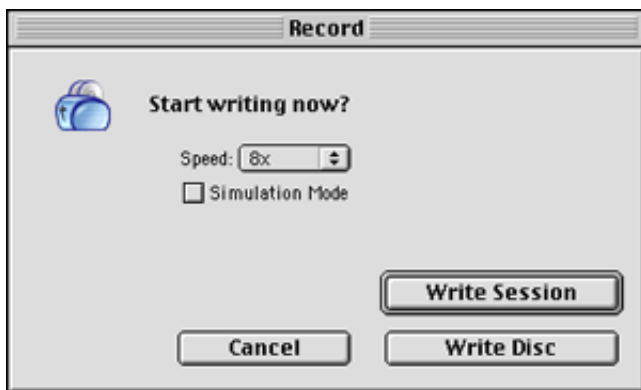 Record
Start writing now?
Speed: 8x
Simulation Mode
Write Session
Cancel Write Disc